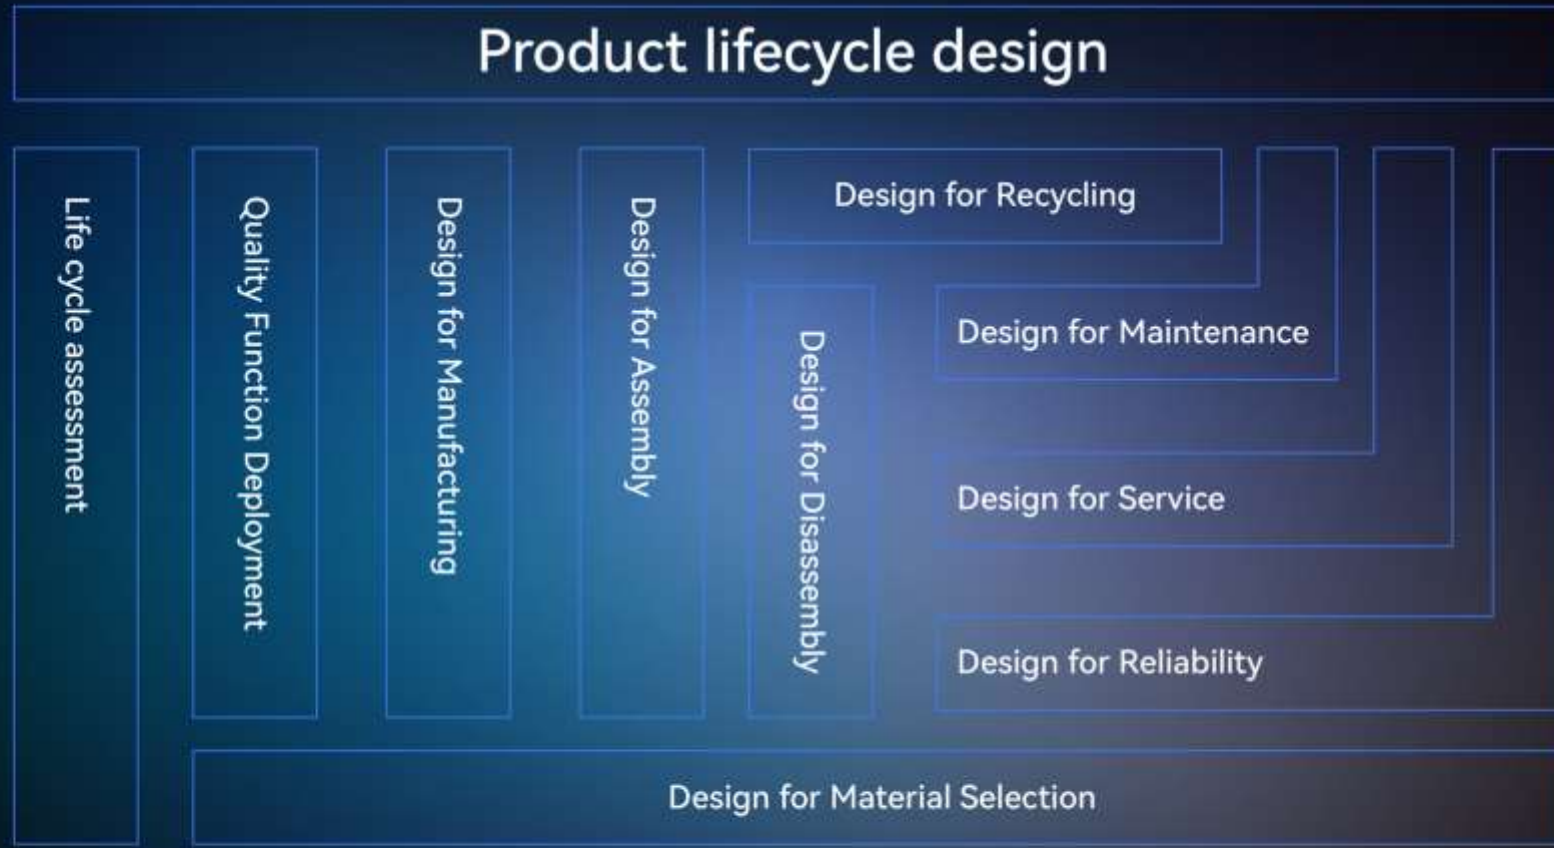 Product lifecycle design
Life cycle assessment
Quality Function Deployment
Design for Manufacturing
Design for Assembly
Design for Recycling
Design for Disassembly
Design for Maintenance
Design for Service
Design for Reliability
Design for Material Selection